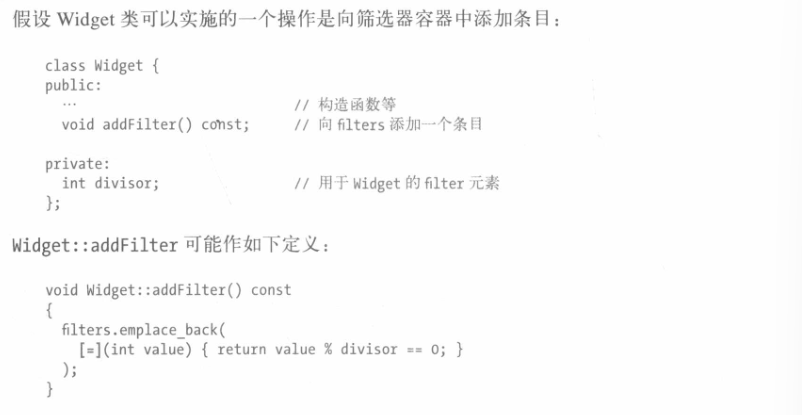 假设 Widget 类可以实施的一个操作是向筛选器容器中添加条目：
class Widget {
public:
… // 构造函数等
void addFilter() const; // 向 filters 添加一个条目
private:
int divisor; // 用于 Widget 的 filter 元素
};
Widget::addFilter 可能作如下定义：
void Widget::addFilter() const
{
filters.emplace_back(
[=](int value) { return value % divisor == 0; }
);
}